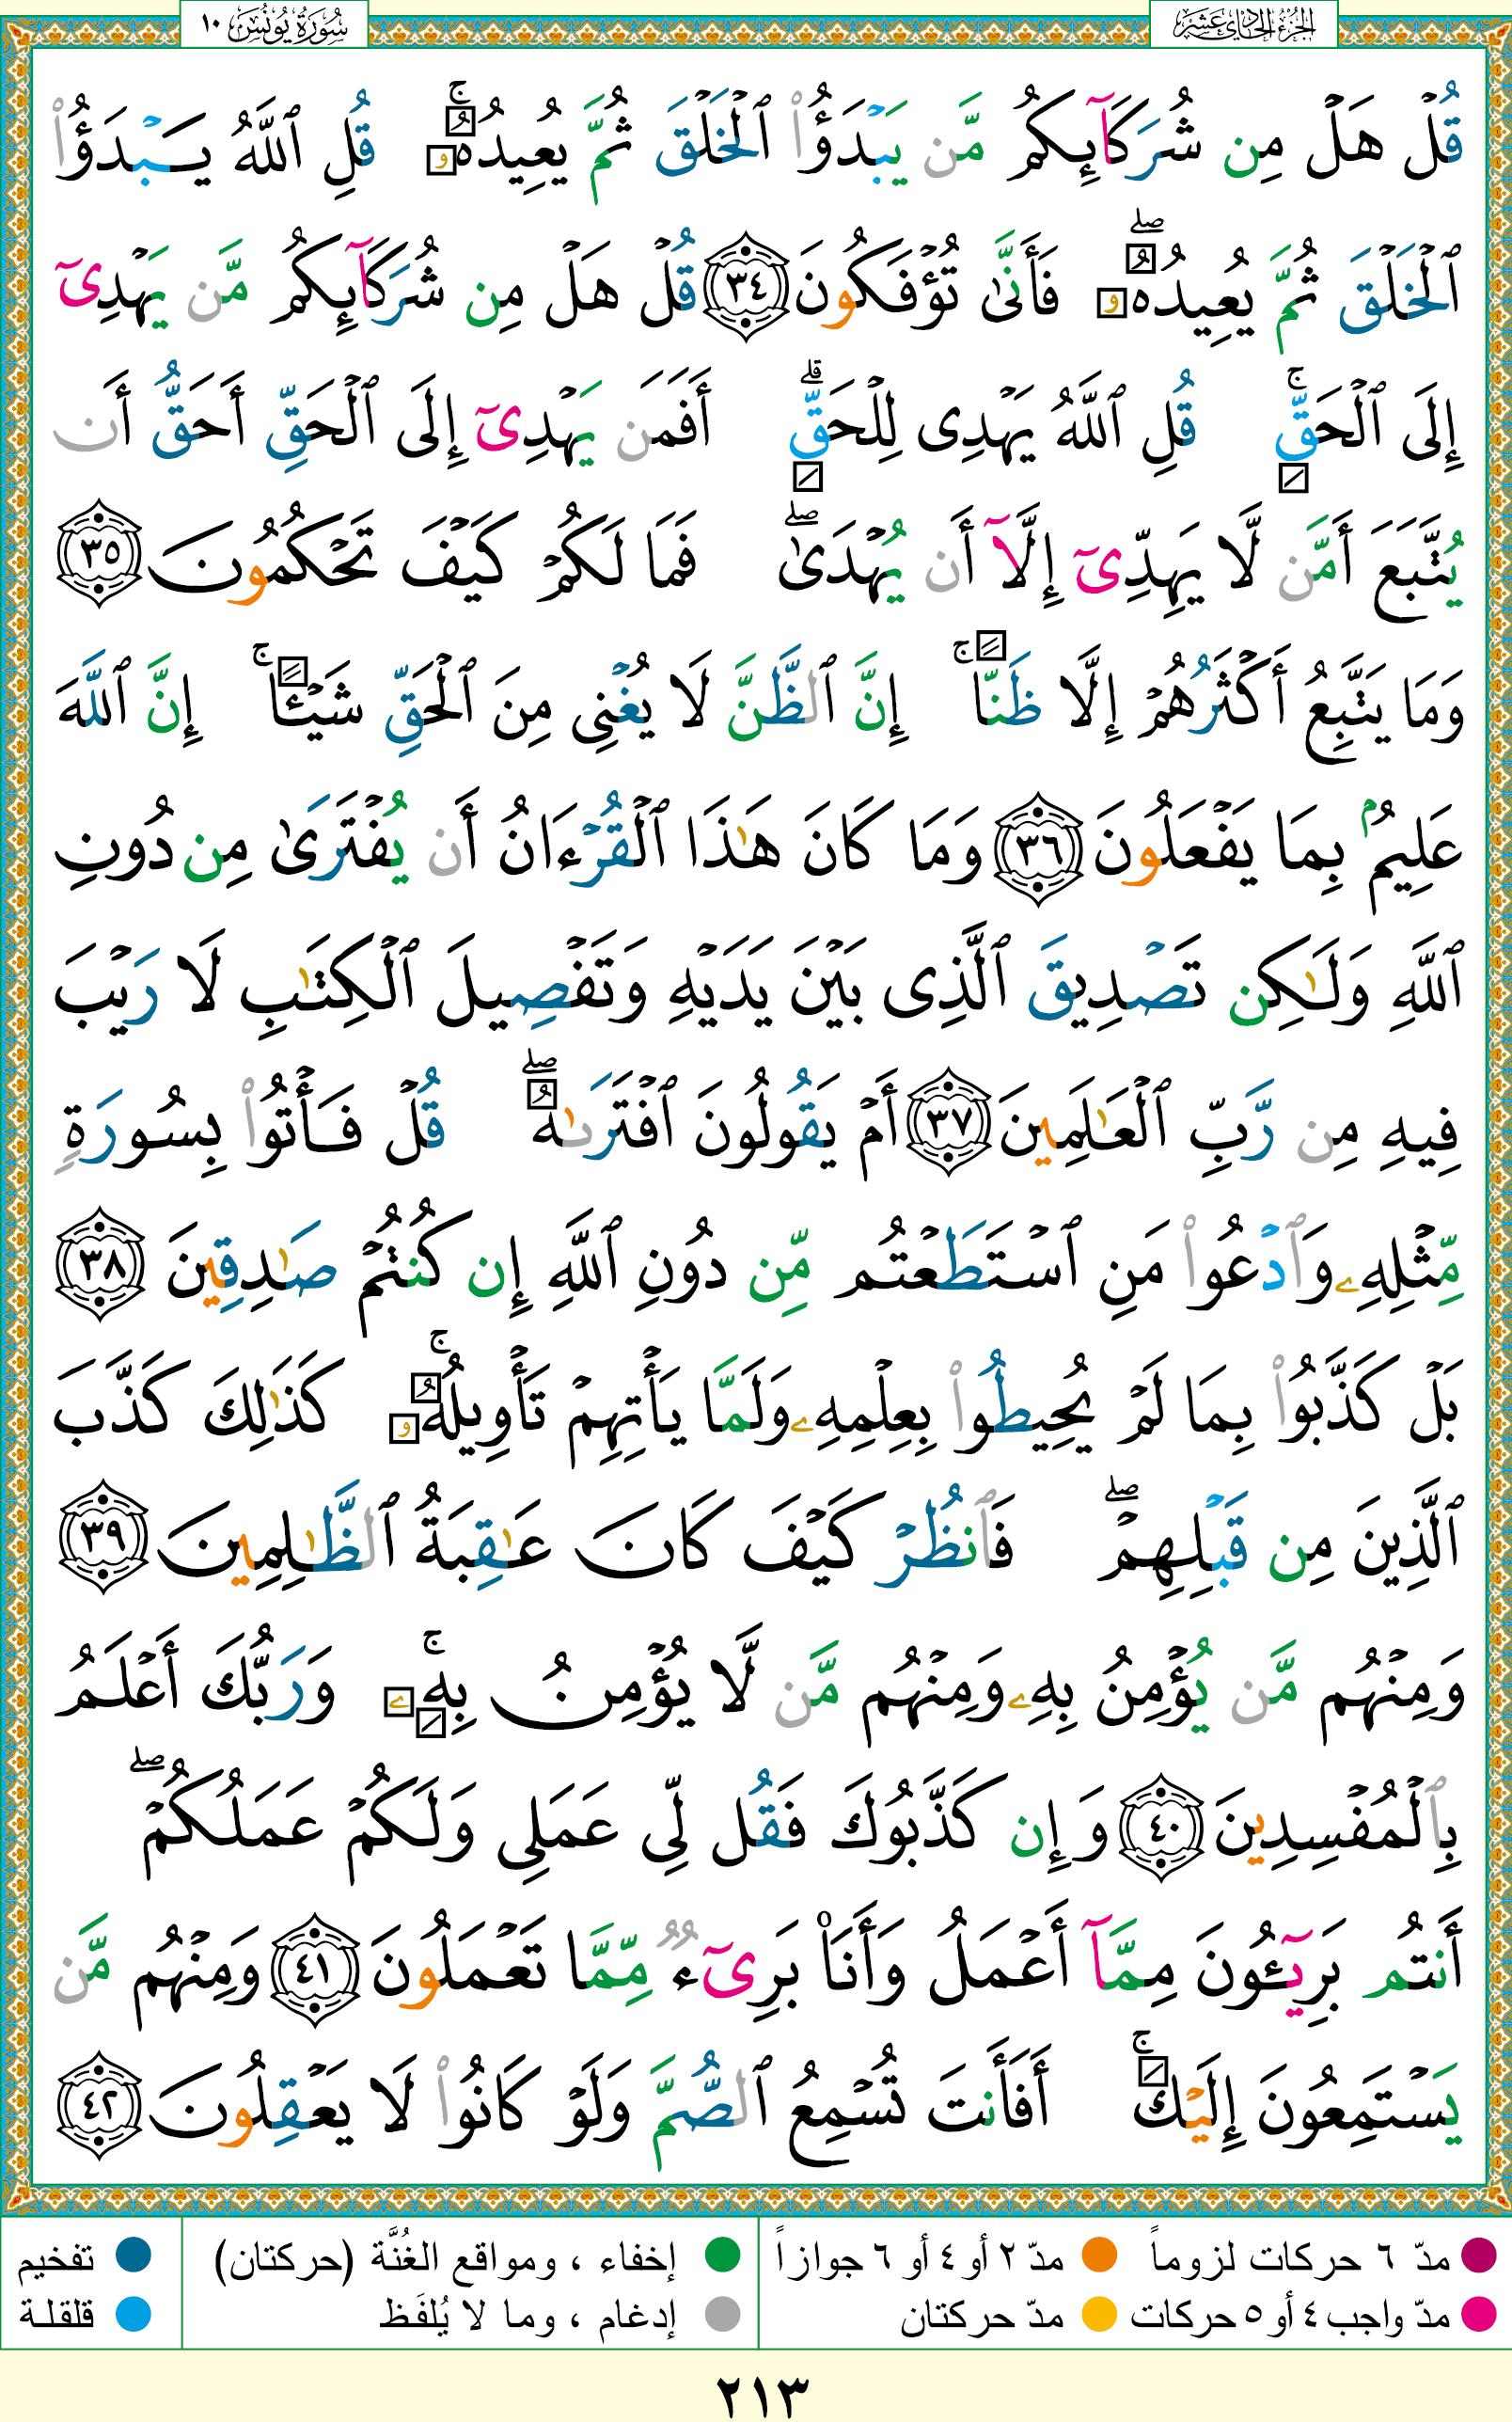 الجزء الحادي عشر
سورة يونس ١٠
قُلْ هَلْ مِن شُرَكَآئِكُم مَّن يَبْدَؤُا۟ ٱلْخَلْقَ ثُمَّ يُعِيدُهُۥ ۚ قُلِ ٱللَّهُ يَبْدَؤُا۟
ٱلْخَلْقَ ثُمَّ يُعِيدُهُۥ ۖ فَأَنَّىٰ تُؤْفَكُونَ ٣٤ قُلْ هَلْ مِن شُرَكَآئِكُم مَّن يَهْدِىٓ
إِلَى ٱلْحَقِّ ۚ قُلِ ٱللَّهُ يَهْدِى لِلْحَقِّ ۗ أَفَمَن يَهْدِىٓ إِلَى ٱلْحَقِّ أَحَقُّ أَن
يُتَّبَعَ أَمَّن لَّا يَهِدِّىٓ إِلَّآ أَن يُهْدَىٰ ۖ فَمَا لَكُمْ كَيْفَ تَحْكُمُونَ ٣٥
وَمَا يَتَّبِعُ أَكْثَرُهُمْ إِلَّا ظَنًّا ۚ إِنَّ ٱلظَّنَّ لَا يُغْنِى مِنَ ٱلْحَقِّ شَيْـًٔا ۚ إِنَّ ٱللَّهَ
عَلِيمٌۢ بِمَا يَفْعَلُونَ ٣٦ وَمَا كَانَ هَٰذَا ٱلْقُرْءَانُ أَن يُفْتَرَىٰ مِن دُونِ
ٱللَّهِ وَلَٰكِن تَصْدِيقَ ٱلَّذِى بَيْنَ يَدَيْهِ وَتَفْصِيلَ ٱلْكِتَٰبِ لَا رَيْبَ
فِيهِ مِن رَّبِّ ٱلْعَٰلَمِينَ ٣٧ أَمْ يَقُولُونَ ٱفْتَرَىٰهُ ۖ قُلْ فَأْتُوا۟ بِسُورَةٍ
مِّثْلِهِۦ وَٱدْعُوا۟ مَنِ ٱسْتَطَعْتُم مِّن دُونِ ٱللَّهِ إِن كُنتُمْ صَٰدِقِينَ ٣٨
بَلْ كَذَّبُوا۟ بِمَا لَمْ يُحِيطُوا۟ بِعِلْمِهِۦ وَلَمَّا يَأْتِهِمْ تَأْوِيلُهُۥ ۚ كَذَٰلِكَ كَذَّبَ
ٱلَّذِينَ مِن قَبْلِهِمْ ۖ فَٱنظُرْ كَيْفَ كَانَ عَٰقِبَةُ ٱلظَّٰلِمِينَ ٣٩
وَمِنْهُم مَّن يُؤْمِنُ بِهِۦ وَمِنْهُم مَّن لَّا يُؤْمِنُ بِهِۦ ۚ وَرَبُّكَ أَعْلَمُ
بِٱلْمُفْسِدِينَ ٤٠ وَإِن كَذَّبُوكَ فَقُل لِّى عَمَلِى وَلَكُمْ عَمَلُكُمْ ۖ
أَنتُم بَرِيٓـُٔونَ مِمَّآ أَعْمَلُ وَأَنَا۠ بَرِىٓءٌ مِّمَّا تَعْمَلُونَ ٤١ وَمِنْهُم مَّن
يَسْتَمِعُونَ إِلَيْكَ ۚ أَفَأَنتَ تُسْمِعُ ٱلصُّمَّ وَلَوْ كَانُوا۟ لَا يَعْقِلُونَ ٤٢
مدّ ٦ حركات لزوماً مدّ ٢ أو ٤ أو ٦ جوازاً إخفاء ، ومواقع الغُنَّة (حركتان) تفخيم
مدّ واجب ٤ أو ٥ حركات مدّ حركتان إدغام ، وما لا يُلفَظ قلقلة
٢١٣